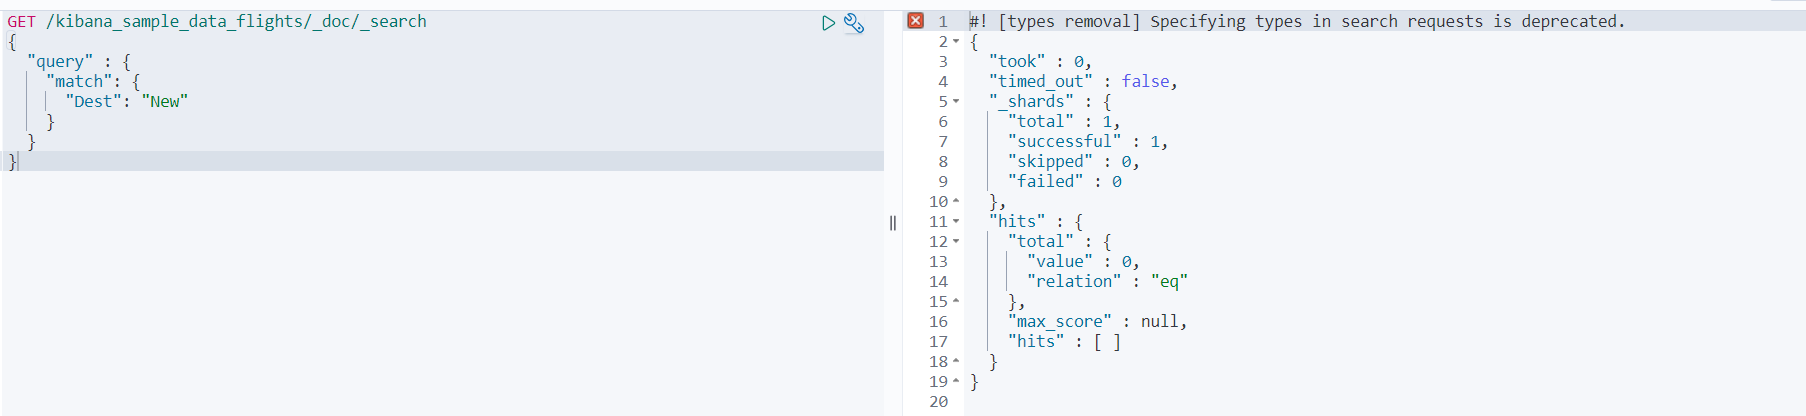 GET /kibana_sample_data_flights/_doc/_search
{
  "query" : {
    "match": {
      "Dest": "New"
    }
  }
}
1 #! [types removal] Specifying types in search requests is deprecated.
2 {
3   "took" : 0,
4   "timed_out" : false,
5   "_shards" : {
6     "total" : 1,
7     "successful" : 1,
8     "skipped" : 0,
9     "failed" : 0
10   },
11   "hits" : {
12     "total" : {
13       "value" : 0,
14       "relation" : "eq"
15     },
16     "max_score" : null,
17     "hits" : [ ]
18   }
19 }
20